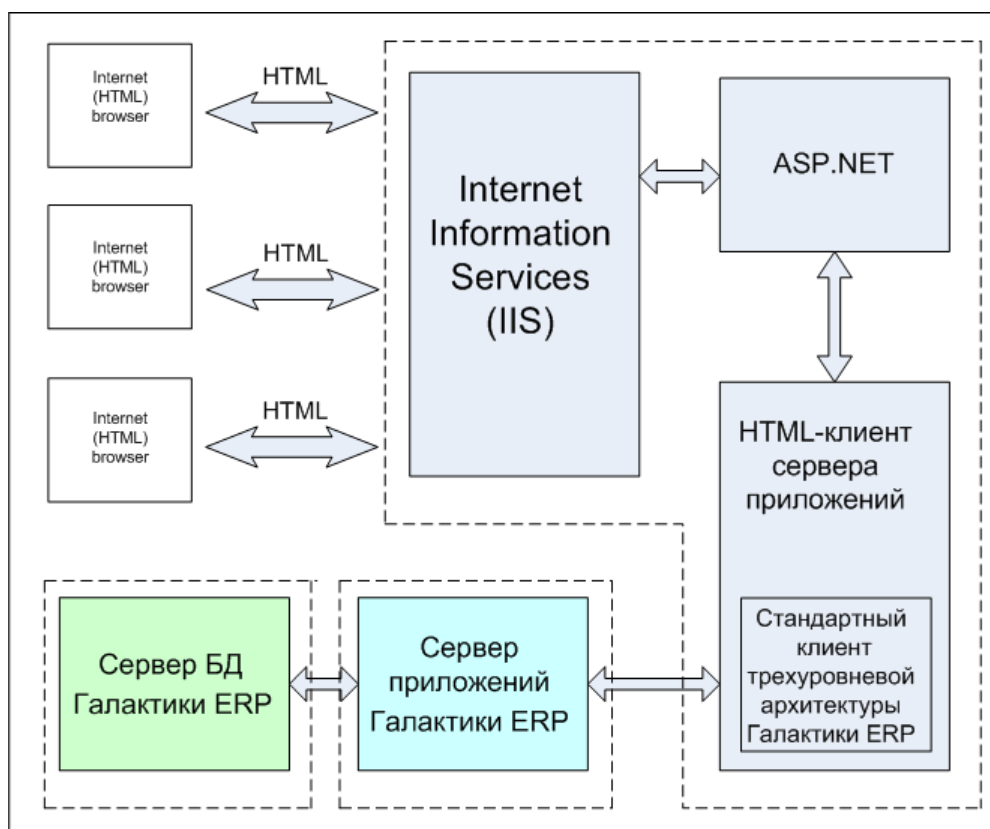 Internet
(HTML)
browser
HTML
Internet
(HTML)
browser
HTML
Internet
(HTML)
browser
HTML
Internet
Information
Services
(IIS)
ASP.NET
HTML-клиент
сервера
приложений
Стандартный
клиент
трехуровневой
архитектуры
Галактики ERP
Сервер БД
Галактики ERP
Сервер
приложений
Галактики ERP